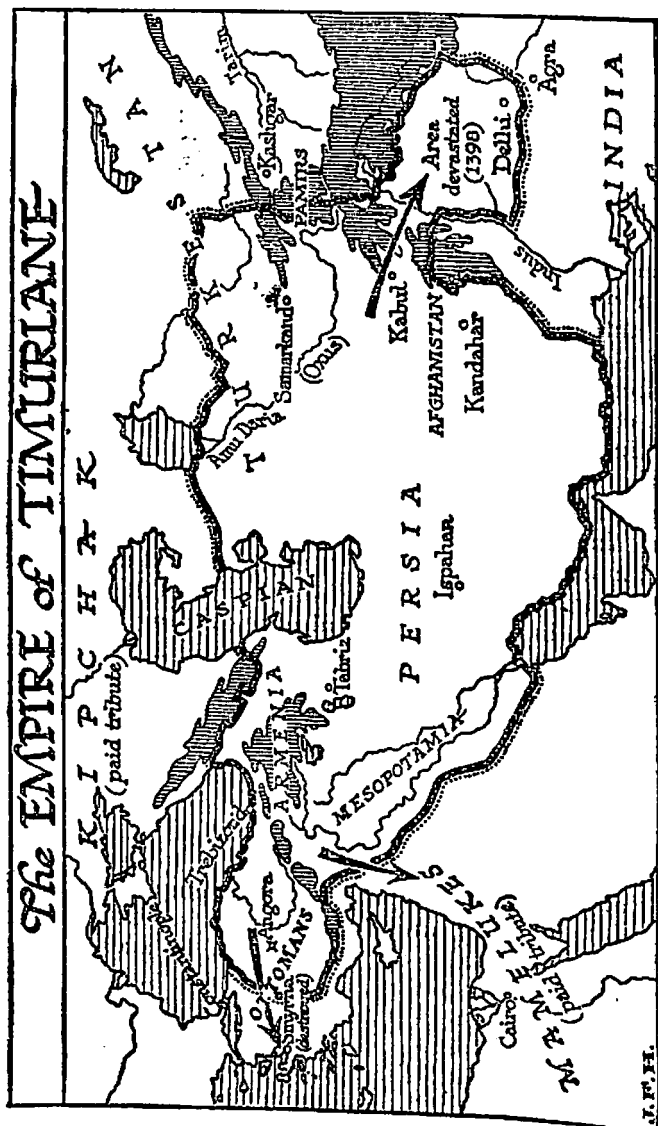 The EMPIRE of TIMURIANE
KIPCHAK
(paid tribute)
TURKESTAN
CASPIAN
Constantinople
Trebizond
Angora
OTTOMANS
Smyrna
(destroyed)
ARMENIA
Tabriz
MESOPOTAMIA
PERSIA
Ispahan
Amu Daria
(Oxus)
Samarkand
Kashgar
Tarim
PAMIRS
Kabul
AFGHANISTAN
Kandahar
Area
devastated
(1398)
Delhi
Agra
Indus
INDIA
MAMELUKES
(paid tribute)
Cairo
J.F.H.